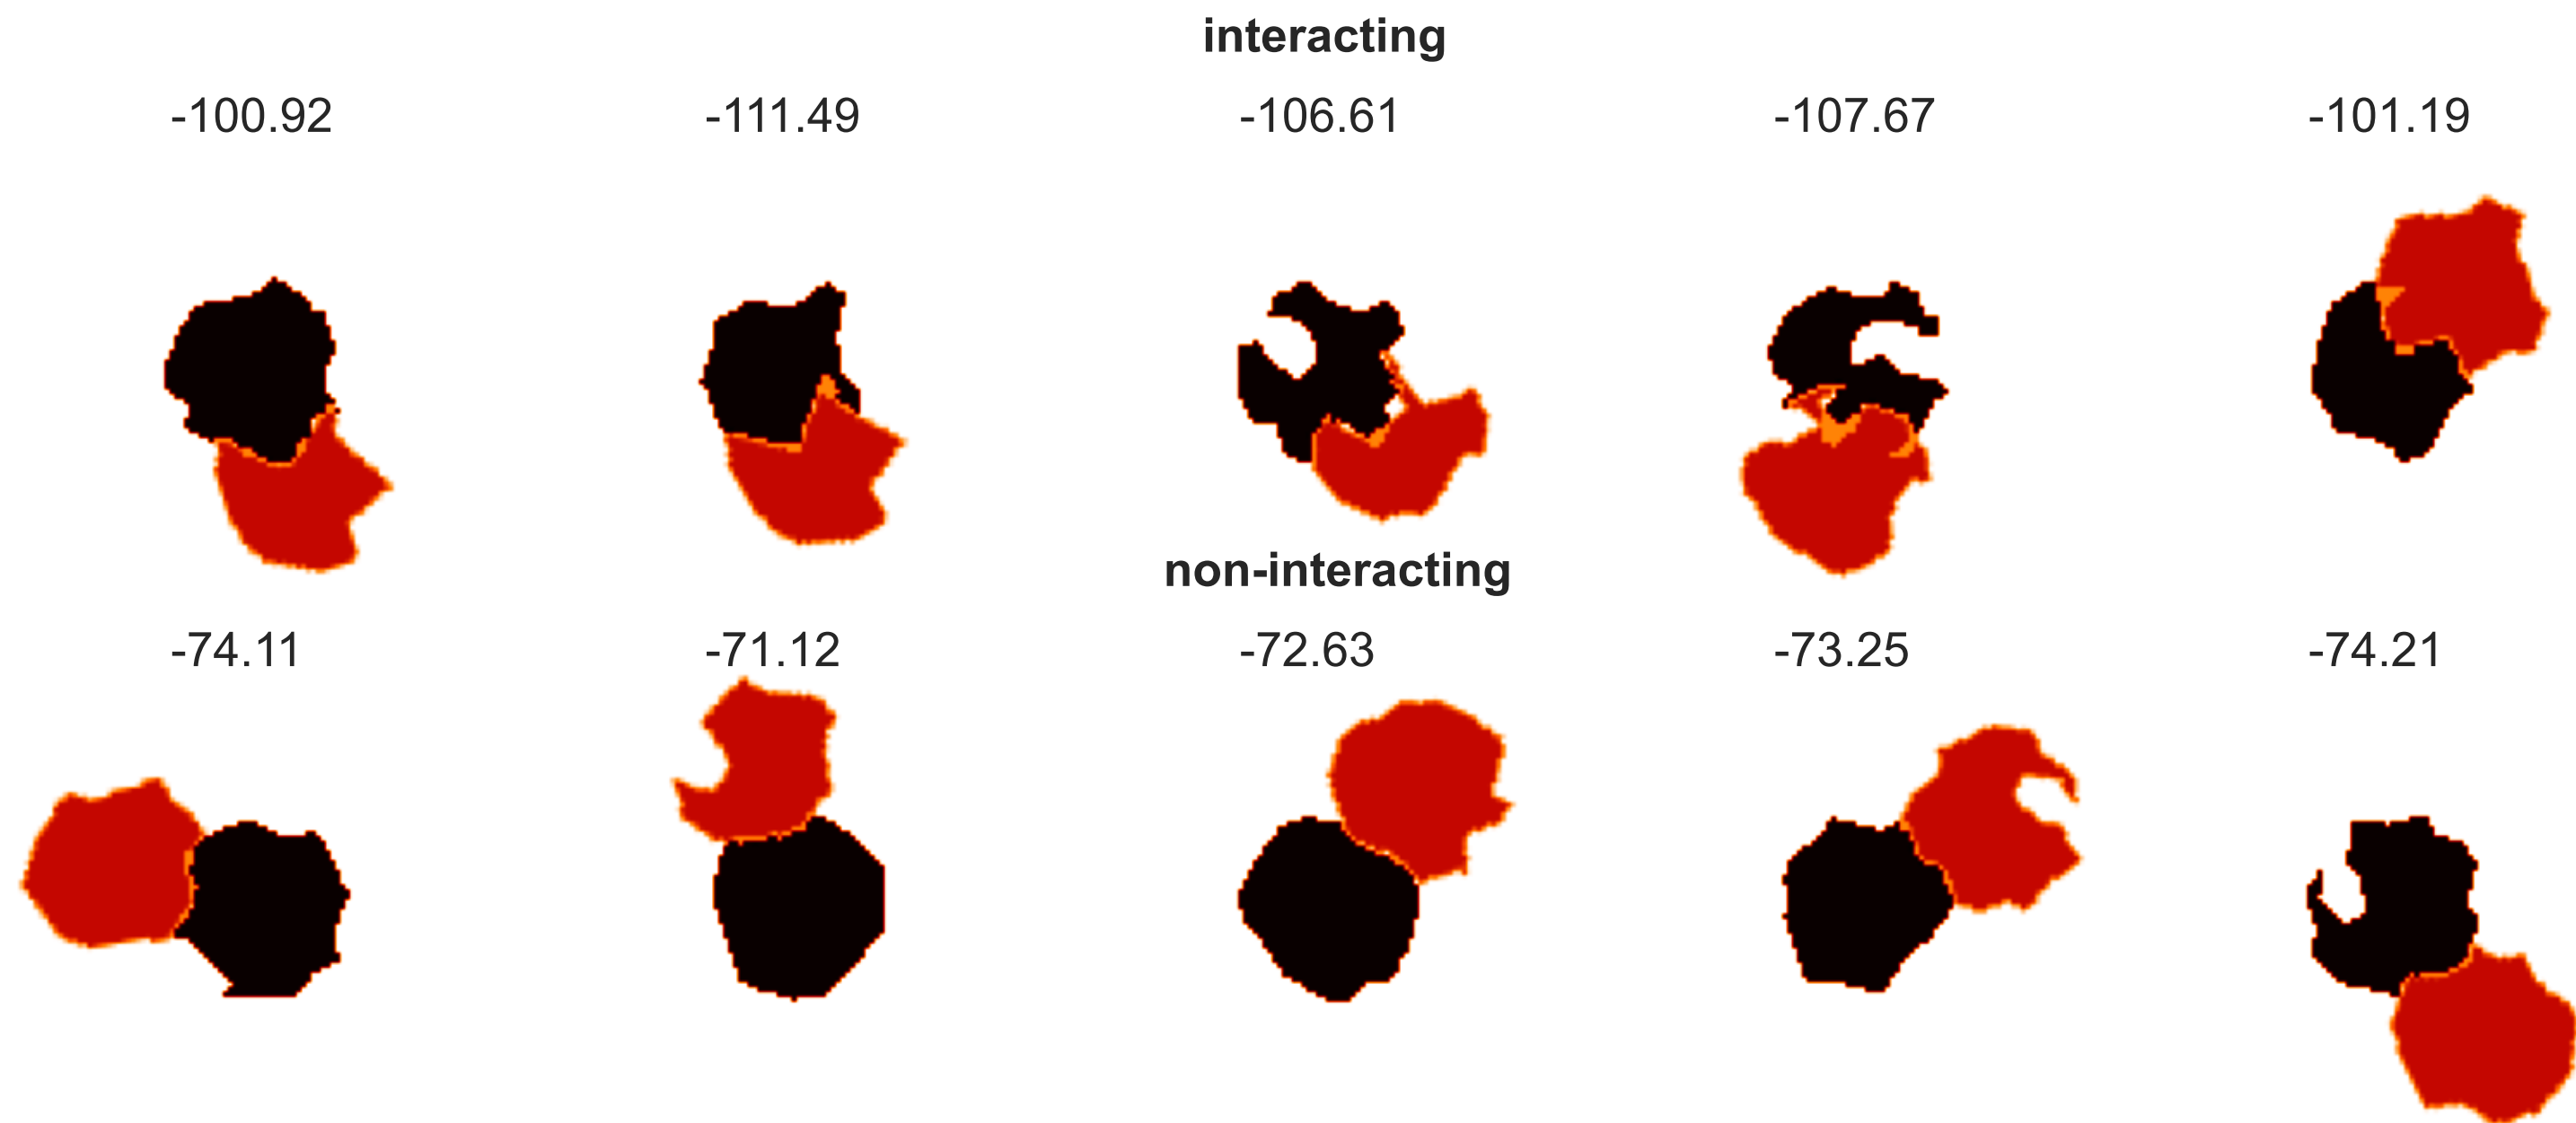 interacting
-100.92 -111.49 -106.61 -107.67 -101.19
non-interacting
-74.11 -71.12 -72.63 -73.25 -74.21